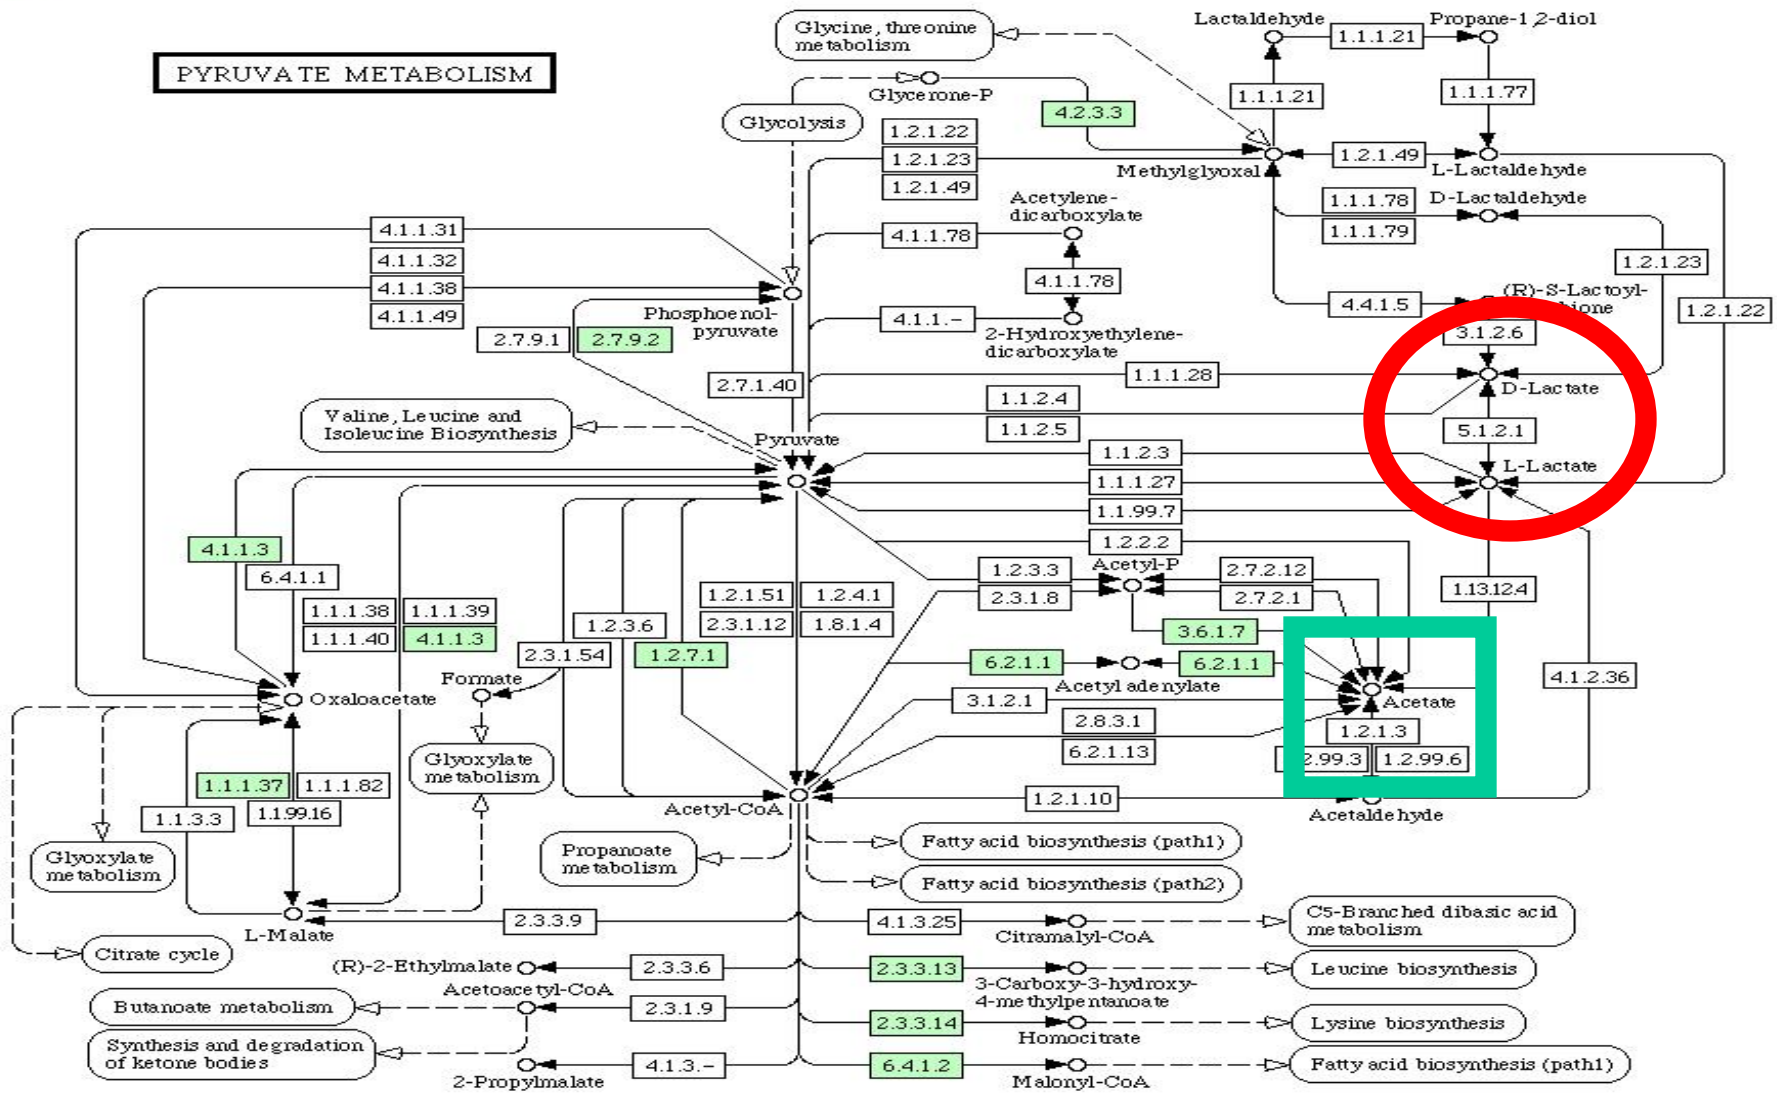 PYRUVATE METABOLISM
Glycine, threonine
metabolism
Lactaldehyde
Propane-1,2-diol
1.1.1.21
Glycerone-P
1.1.1.21
1.1.1.77
Glycolysis
4.2.3.3
1.2.1.22
1.2.1.23
1.2.1.49
Methylglyoxal
1.2.1.49
L-Lactaldehyde
Acetylene-
dicarboxylate
1.1.1.78
D-Lactaldehyde
1.1.1.79
4.1.1.31
4.1.1.78
4.1.1.32
1.2.1.23
4.1.1.38
4.1.1.78
4.1.1.49
Phosphoenol-
pyruvate
4.1.1.-
2-Hydroxyethylene-
dicarboxylate
4.4.1.5
(R)-S-Lactoyl-
1.2.1.22
2.7.9.1
2.7.9.2
3.1.2.6
2.7.1.40
1.1.1.28
D-Lactate
1.1.2.4
1.1.2.5
Valine, Leucine and
Isoleucine Biosynthesis
Pyruvate
5.1.2.1
1.1.2.3
L-Lactate
1.1.1.27
1.1.99.7
4.1.1.3
6.4.1.1
1.2.2.2
Acetyl-P
1.2.3.3
2.3.1.8
2.7.2.12
2.7.2.1
1.13.12.4
1.1.1.38
1.1.1.39
1.1.1.40
4.1.1.3
1.2.3.6
2.3.1.54
1.2.7.1
1.2.1.51
1.2.4.1
2.3.1.12
1.8.1.4
3.6.1.7
6.2.1.1
6.2.1.1
Acetyl adenylate
4.1.2.36
Formate
Oxaloacetate
3.1.2.1
Acetate
2.8.3.1
6.2.1.13
1.2.1.3
2.99.3
1.2.99.6
Glyoxylate
metabolism
1.1.1.37
1.1.1.82
1.1.3.3
1.1.99.16
Acetyl-CoA
1.2.1.10
Acetaldehyde
Glyoxylate
metabolism
Propanoate
metabolism
Fatty acid biosynthesis (path1)
Fatty acid biosynthesis (path2)
L-Malate
2.3.3.9
4.1.3.25
Citramalyl-CoA
C5-Branched dibasic acid
metabolism
Citrate cycle
(R)-2-Ethylmalate
2.3.3.6
2.3.3.13
3-Carboxy-3-hydroxy-
4-methylpentanoate
Leucine biosynthesis
Butanoate metabolism
Acetoacetyl-CoA
2.3.1.9
2.3.3.14
Homocitrate
Lysine biosynthesis
Synthesis and degradation
of ketone bodies
2-Propylmalate
4.1.3.-
6.4.1.2
Malonyl-CoA
Fatty acid biosynthesis (path1)